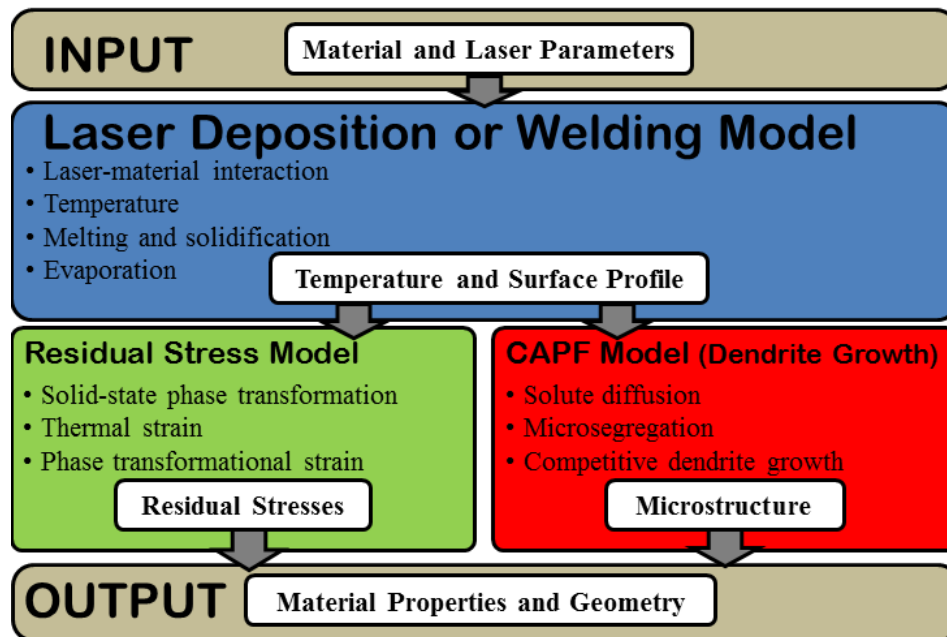 INPUT
Material and Laser Parameters
Laser Deposition or Welding Model
• Laser-material interaction
• Temperature
• Melting and solidification
• Evaporation
Temperature and Surface Profile
Residual Stress Model
• Solid-state phase transformation
• Thermal strain
• Phase transformational strain
Residual Stresses
CAPF Model (Dendrite Growth)
• Solute diffusion
• Microsegregation
• Competitive dendrite growth
Microstructure
OUTPUT
Material Properties and Geometry